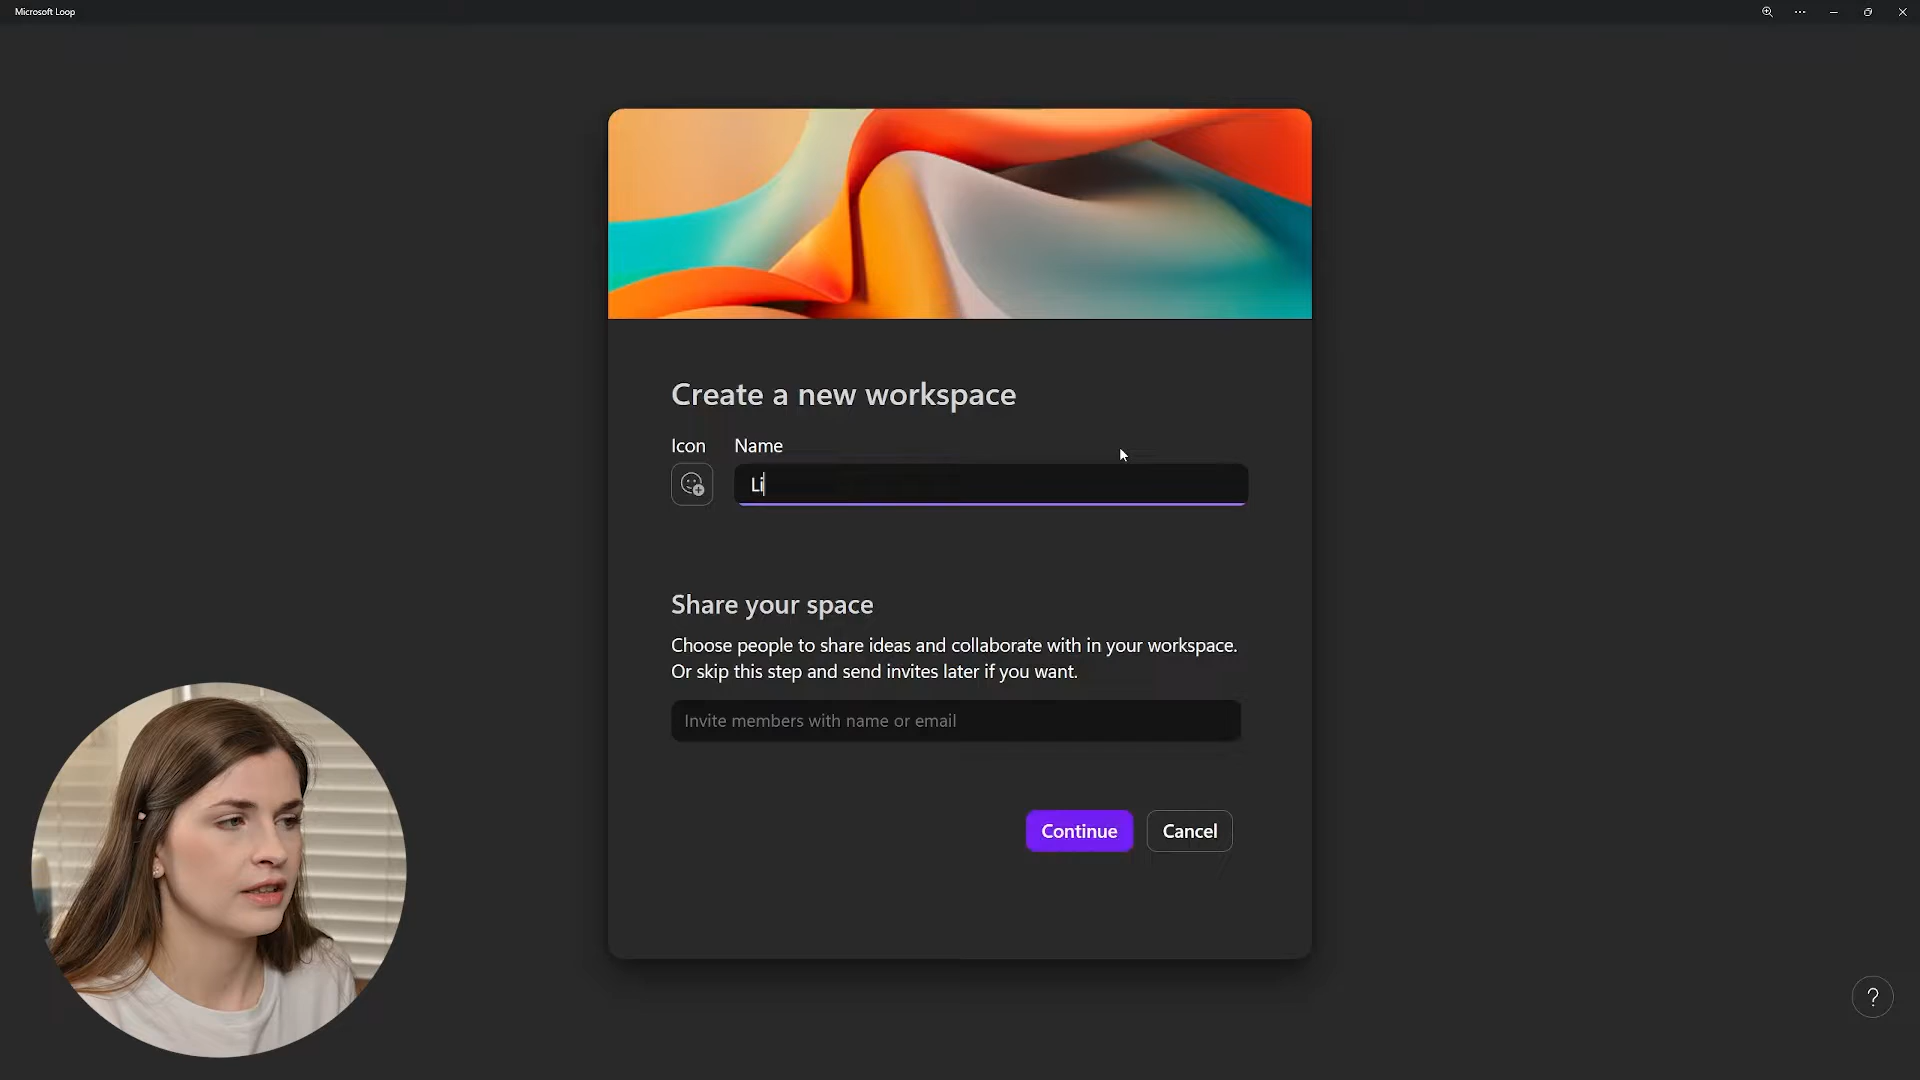 Microsoft Loop
Create a new workspace
Icon Name
Li
Share your space
Choose people to share ideas and collaborate with in your workspace.
Or skip this step and send invites later if you want.
Invite members with name or email
Continue Cancel
?